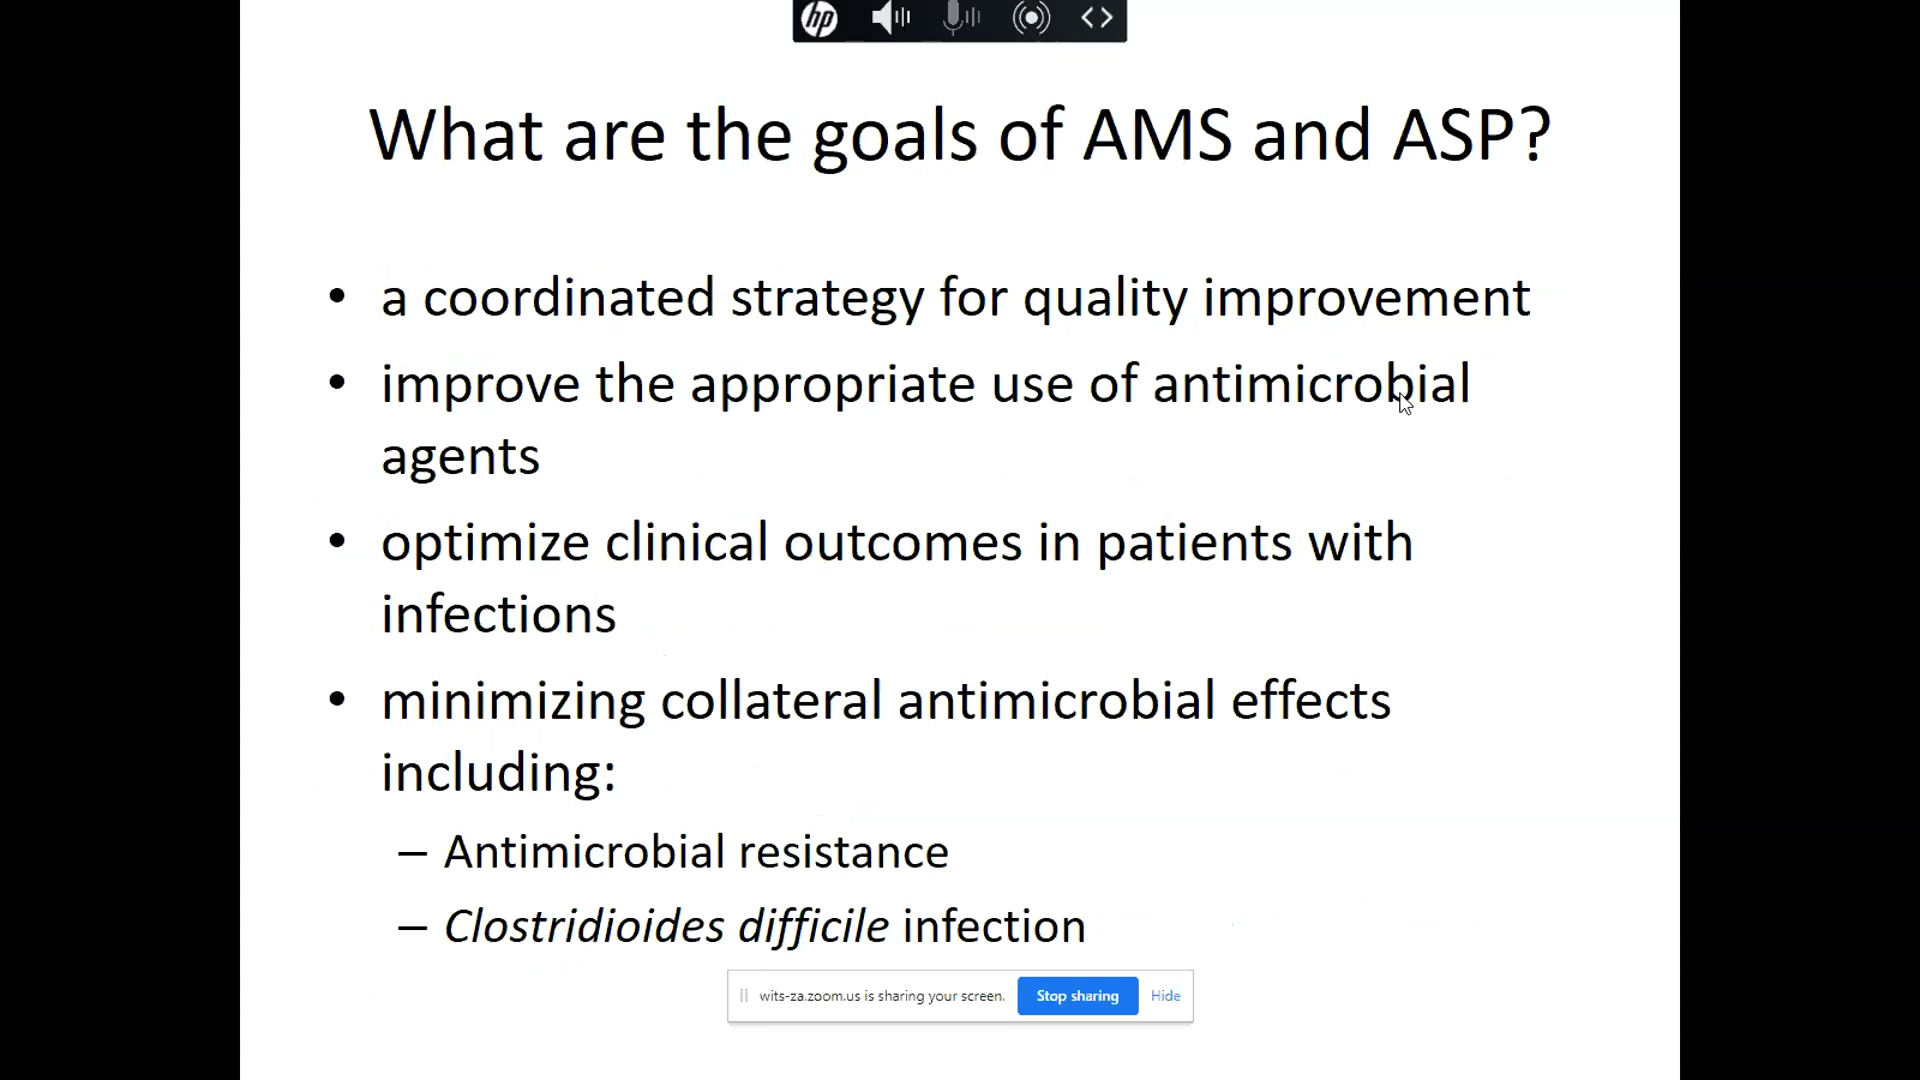 hp
What are the goals of AMS and ASP?
• a coordinated strategy for quality improvement
• improve the appropriate use of antimicrobial
agents
• optimize clinical outcomes in patients with
infections
• minimizing collateral antimicrobial effects
including:
– Antimicrobial resistance
– Clostridioides difficile infection
wits-za.zoom.us is sharing your screen. Stop sharing Hide